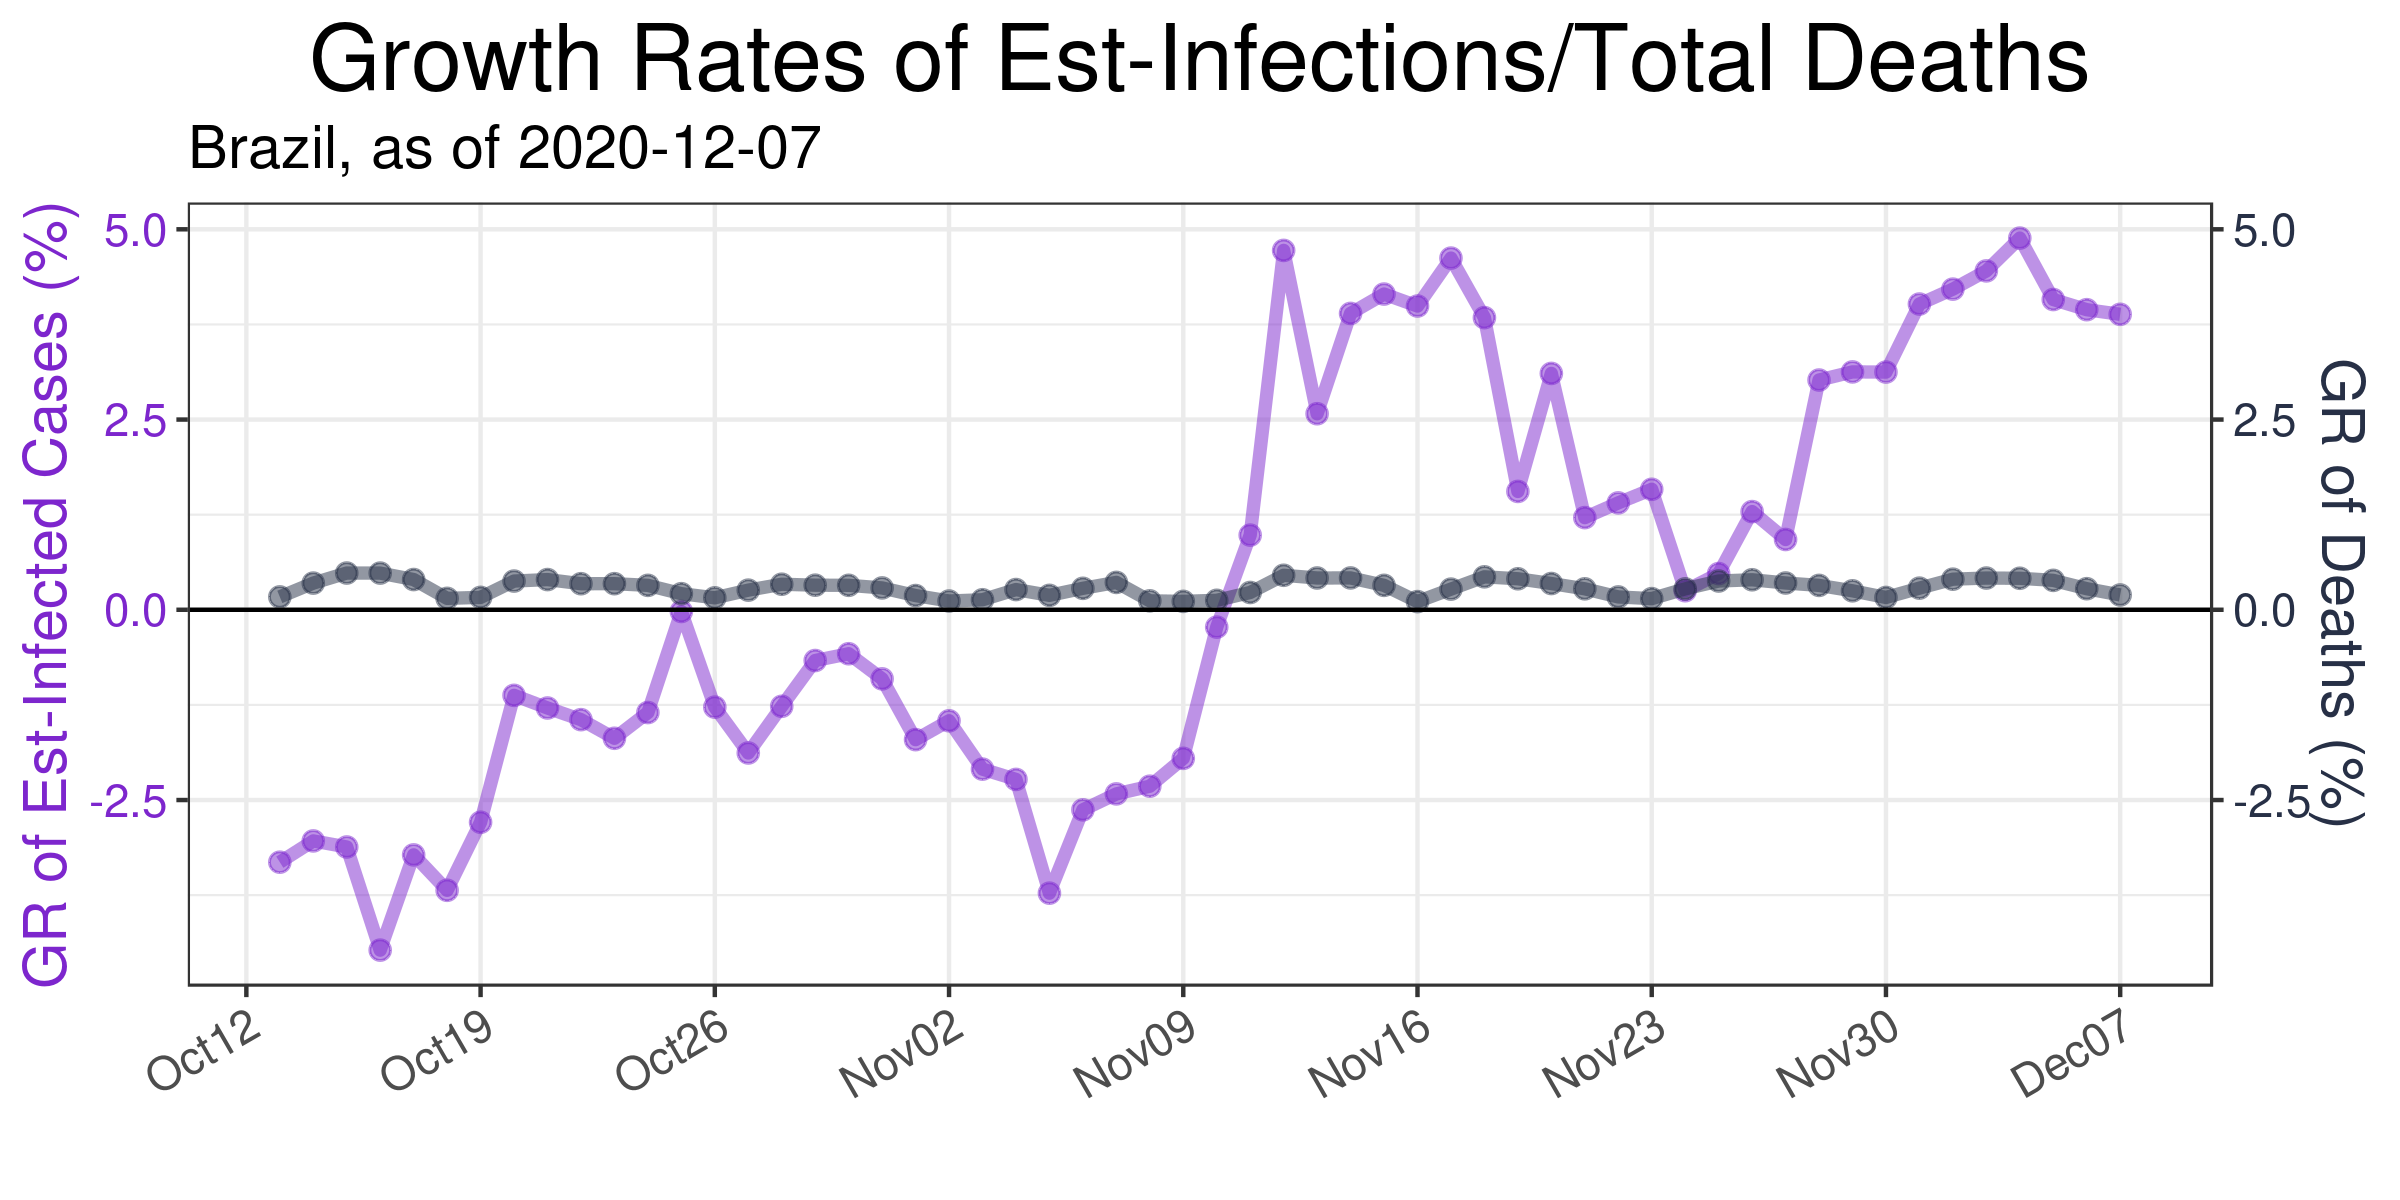 Growth Rates of Est-Infections/Total Deaths
Brazil, as of 2020-12-07
GR of Est-Infected Cases (%)
5.0
2.5
0.0
-2.5
5.0
2.5
0.0
-2.5
GR of Deaths (%)
Oct12
Oct19
Oct26
Nov02
Nov09
Nov16
Nov23
Nov30
Dec07